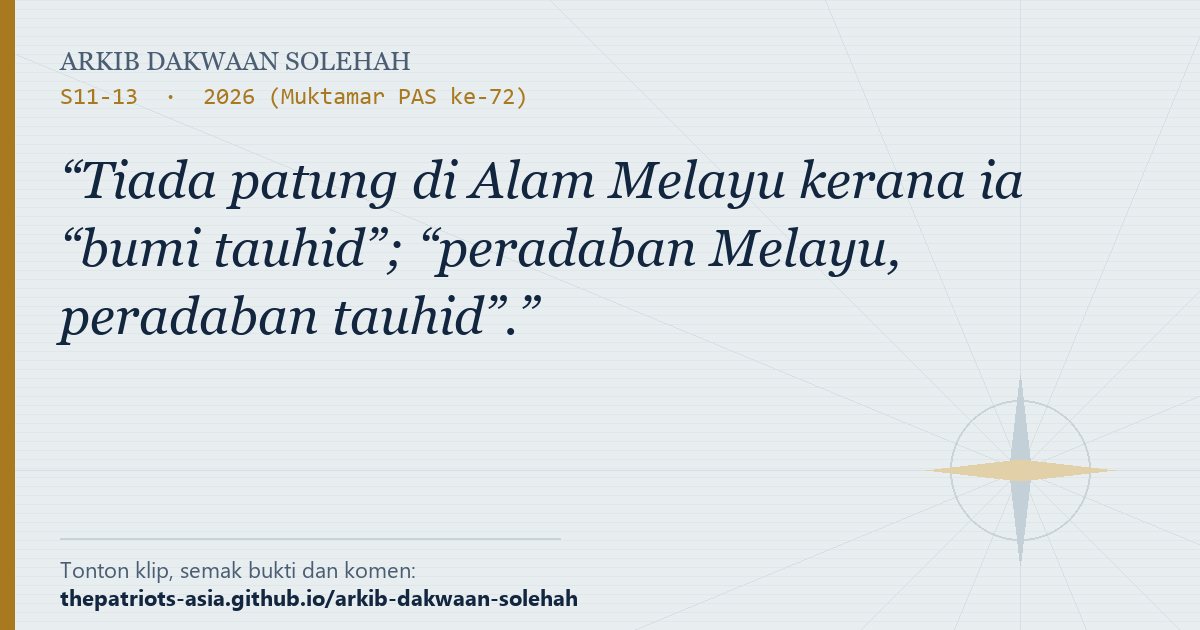 ARKIB DAKWAAN SOLEHAH
S11-13 · 2026 (Muktamar PAS ke-72)
“Tiada patung di Alam Melayu kerana ia
“bumi tauhid”; “peradaban Melayu,
peradaban tauhid”.”
Tonton klip, semak bukti dan komen:
thepatriots-asia.github.io/arkib-dakwaan-solehah